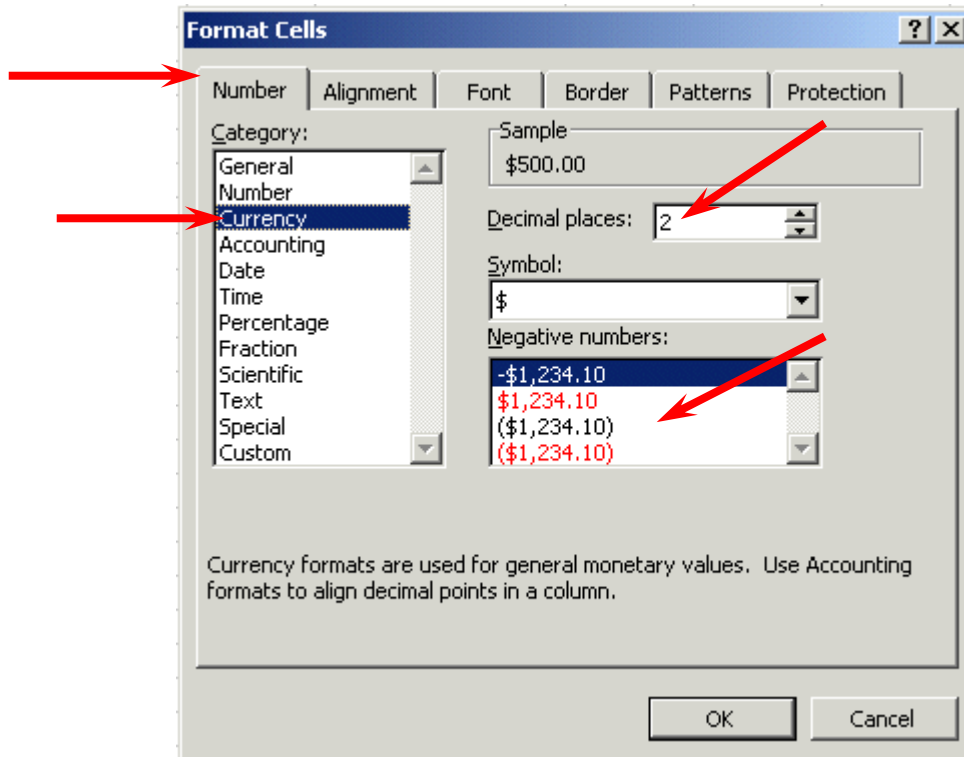 Format Cells
Number Alignment Font Border Patterns Protection
Category:
General
Number
Currency
Accounting
Date
Time
Percentage
Fraction
Scientific
Text
Special
Custom
Sample
$500.00
Decimal places: 2
Symbol:
$
Negative numbers:
-$1,234.10
$1,234.10
($1,234.10)
($1,234.10)
Currency formats are used for general monetary values.  Use Accounting
formats to align decimal points in a column.
OK Cancel